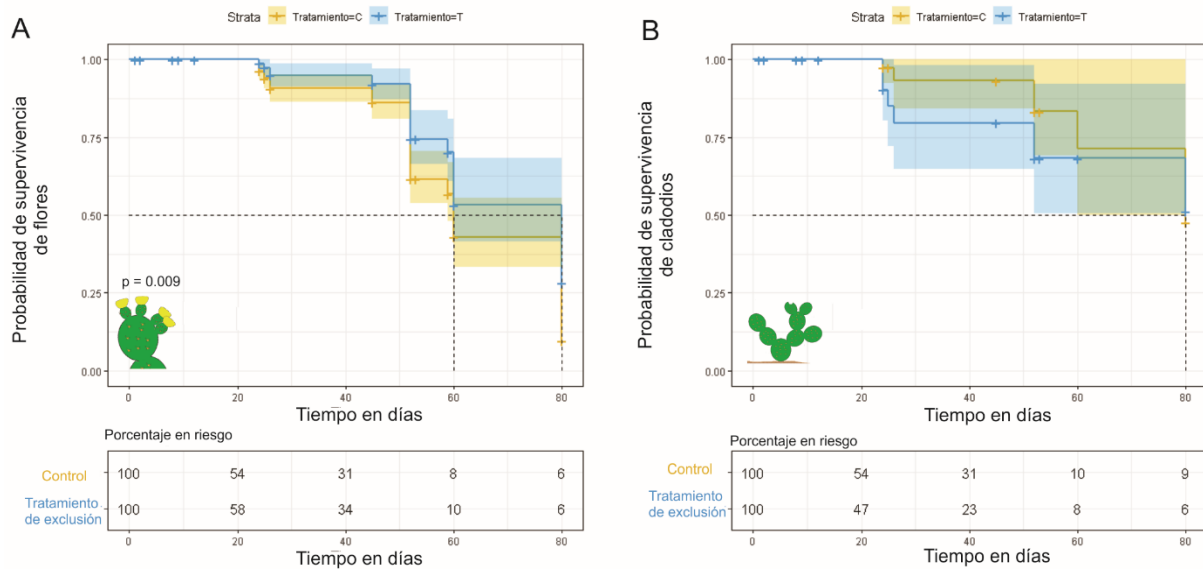 Strata Tratamiento=C Tratamiento=T
A
Probabilidad de supervivencia
de flores
1.00
0.75
0.50
0.25
0.00
p = 0.009
0 20 40 60 80
Tiempo en días
Porcentaje en riesgo
Control 100 54 31 8 6
Tratamiento
de exclusión 100 58 34 10 6
0 20 40 60 80
Tiempo en días
Strata Tratamiento=C Tratamiento=T
B
Probabilidad de supervivencia
de cladodios
1.00
0.75
0.50
0.25
0.00
0 20 40 60 80
Tiempo en días
Porcentaje en riesgo
Control 100 54 31 10 9
Tratamiento
de exclusión 100 47 23 8 6
0 20 40 60 80
Tiempo en días